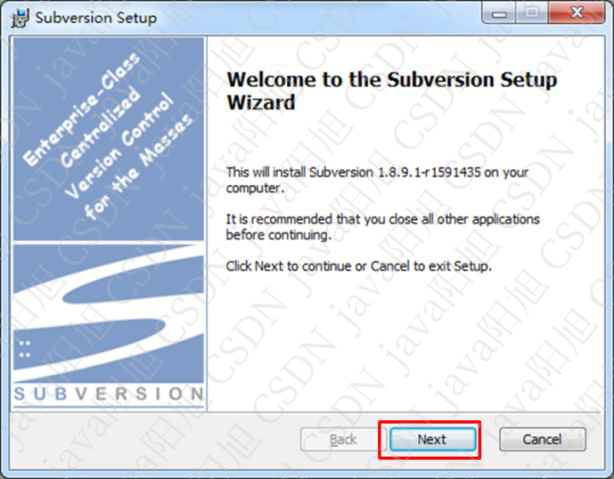 Subversion Setup
Enterprise-Class
Centralized
Version Control
for the Masses
SUBVERSION
Welcome to the Subversion Setup
Wizard
This will install Subversion 1.8.9.1-r1591435 on your
computer.
It is recommended that you close all other applications
before continuing.
Click Next to continue or Cancel to exit Setup.
Back
Next
Cancel
CSDN java阳旭